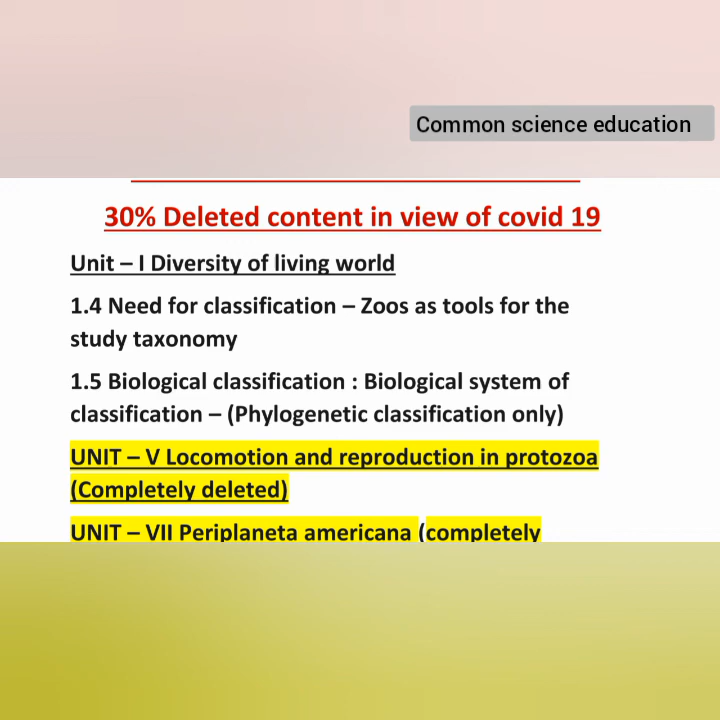 Common science education
30% Deleted content in view of covid 19
Unit – I Diversity of living world
1.4 Need for classification – Zoos as tools for the
study taxonomy
1.5 Biological classification : Biological system of
classification – (Phylogenetic classification only)
UNIT – V Locomotion and reproduction in protozoa
(Completely deleted)
UNIT – VII Periplaneta americana (completely